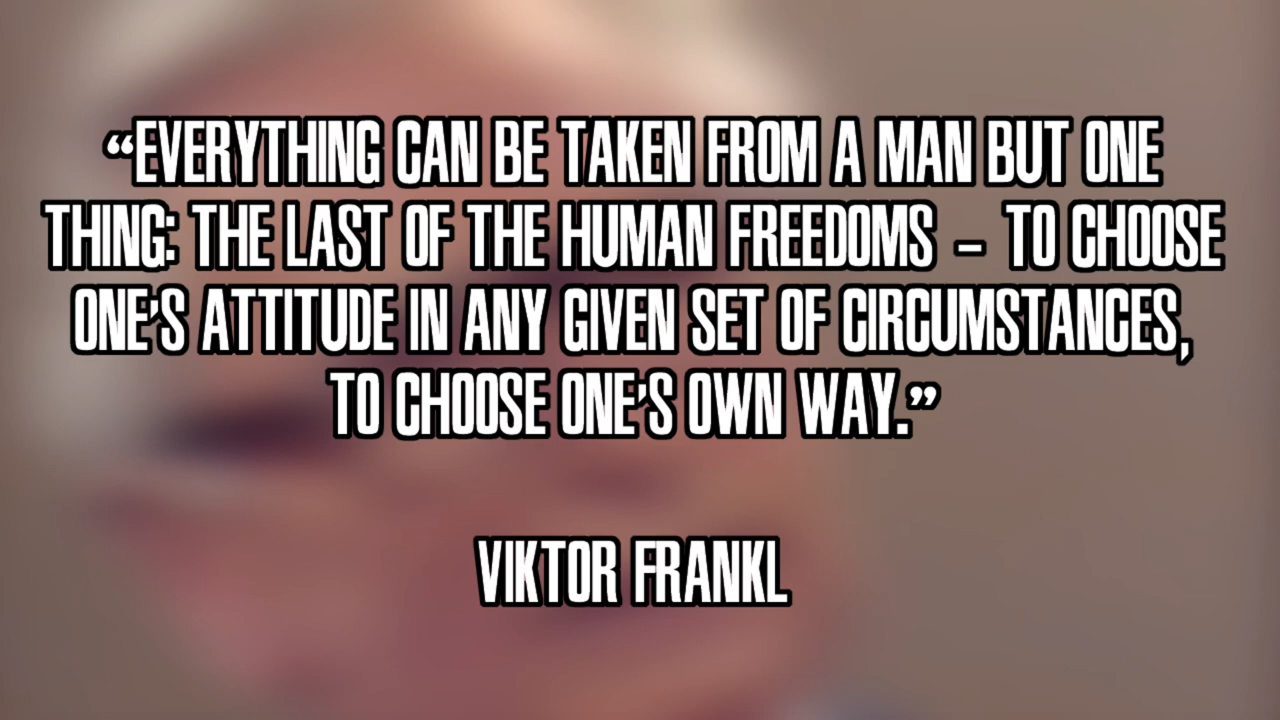 “EVERYTHING CAN BE TAKEN FROM A MAN BUT ONE
THING: THE LAST OF THE HUMAN FREEDOMS – TO CHOOSE
ONE’S ATTITUDE IN ANY GIVEN SET OF CIRCUMSTANCES,
TO CHOOSE ONE’S OWN WAY.”
VIKTOR FRANKL